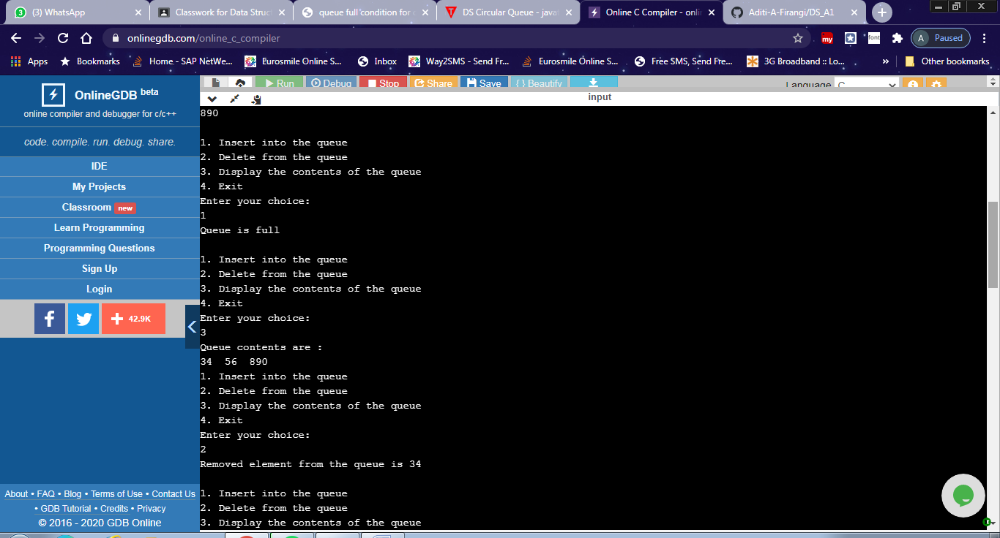 (3) WhatsApp
Classwork for Data Struct
queue full condition for c
DS Circular Queue - javat
Online C Compiler - onlin
Aditi-A-Firangi/DS_A1
onlinegdb.com/online_c_compiler
my
font
A Paused
Apps
Bookmarks
Home - SAP NetWe...
Eurosmile Online S...
Inbox
Way2SMS - Send Fr...
Eurosmile Online S...
Free SMS, Send Fre...
3G Broadband :: Lo...
»
Other bookmarks
OnlineGDB beta
online compiler and debugger for c/c++
code. compile. run. debug. share.
IDE
My Projects
Classroom new
Learn Programming
Programming Questions
Sign Up
Login
f
42.9K
About • FAQ • Blog • Terms of Use • Contact Us
• GDB Tutorial • Credits • Privacy
© 2016 - 2020 GDB Online
Run
Debug
Stop
Share
Save
{ } Beautify
Language C
input
890
1. Insert into the queue
2. Delete from the queue
3. Display the contents of the queue
4. Exit
Enter your choice:
1
Queue is full
1. Insert into the queue
2. Delete from the queue
3. Display the contents of the queue
4. Exit
Enter your choice:
3
Queue contents are :
34  56  890
1. Insert into the queue
2. Delete from the queue
3. Display the contents of the queue
4. Exit
Enter your choice:
2
Removed element from the queue is 34
1. Insert into the queue
2. Delete from the queue
3. Display the contents of the queue